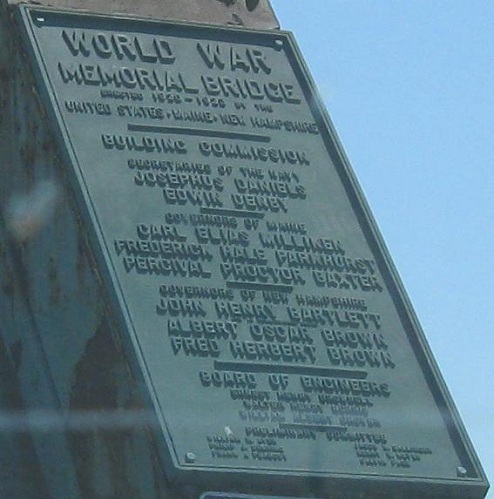 WORLD WAR
MEMORIAL BRIDGE
ERECTED 1920-1923 BY THE
UNITED STATES · MAINE · NEW HAMPSHIRE
BUILDING COMMISSION
SECRETARIES OF THE NAVY
JOSEPHUS DANIELS
EDWIN DENBY
GOVERNORS OF MAINE
CARL ELIAS MILLIKEN
FREDERICK HALE PARKHURST
PERCIVAL PROCTOR BAXTER
GOVERNORS OF NEW HAMPSHIRE
JOHN HENRY BARTLETT
ALBERT OSCAR BROWN
FRED HERBERT BROWN
BOARD OF ENGINEERS
PRELIMINARY COMMITTEE